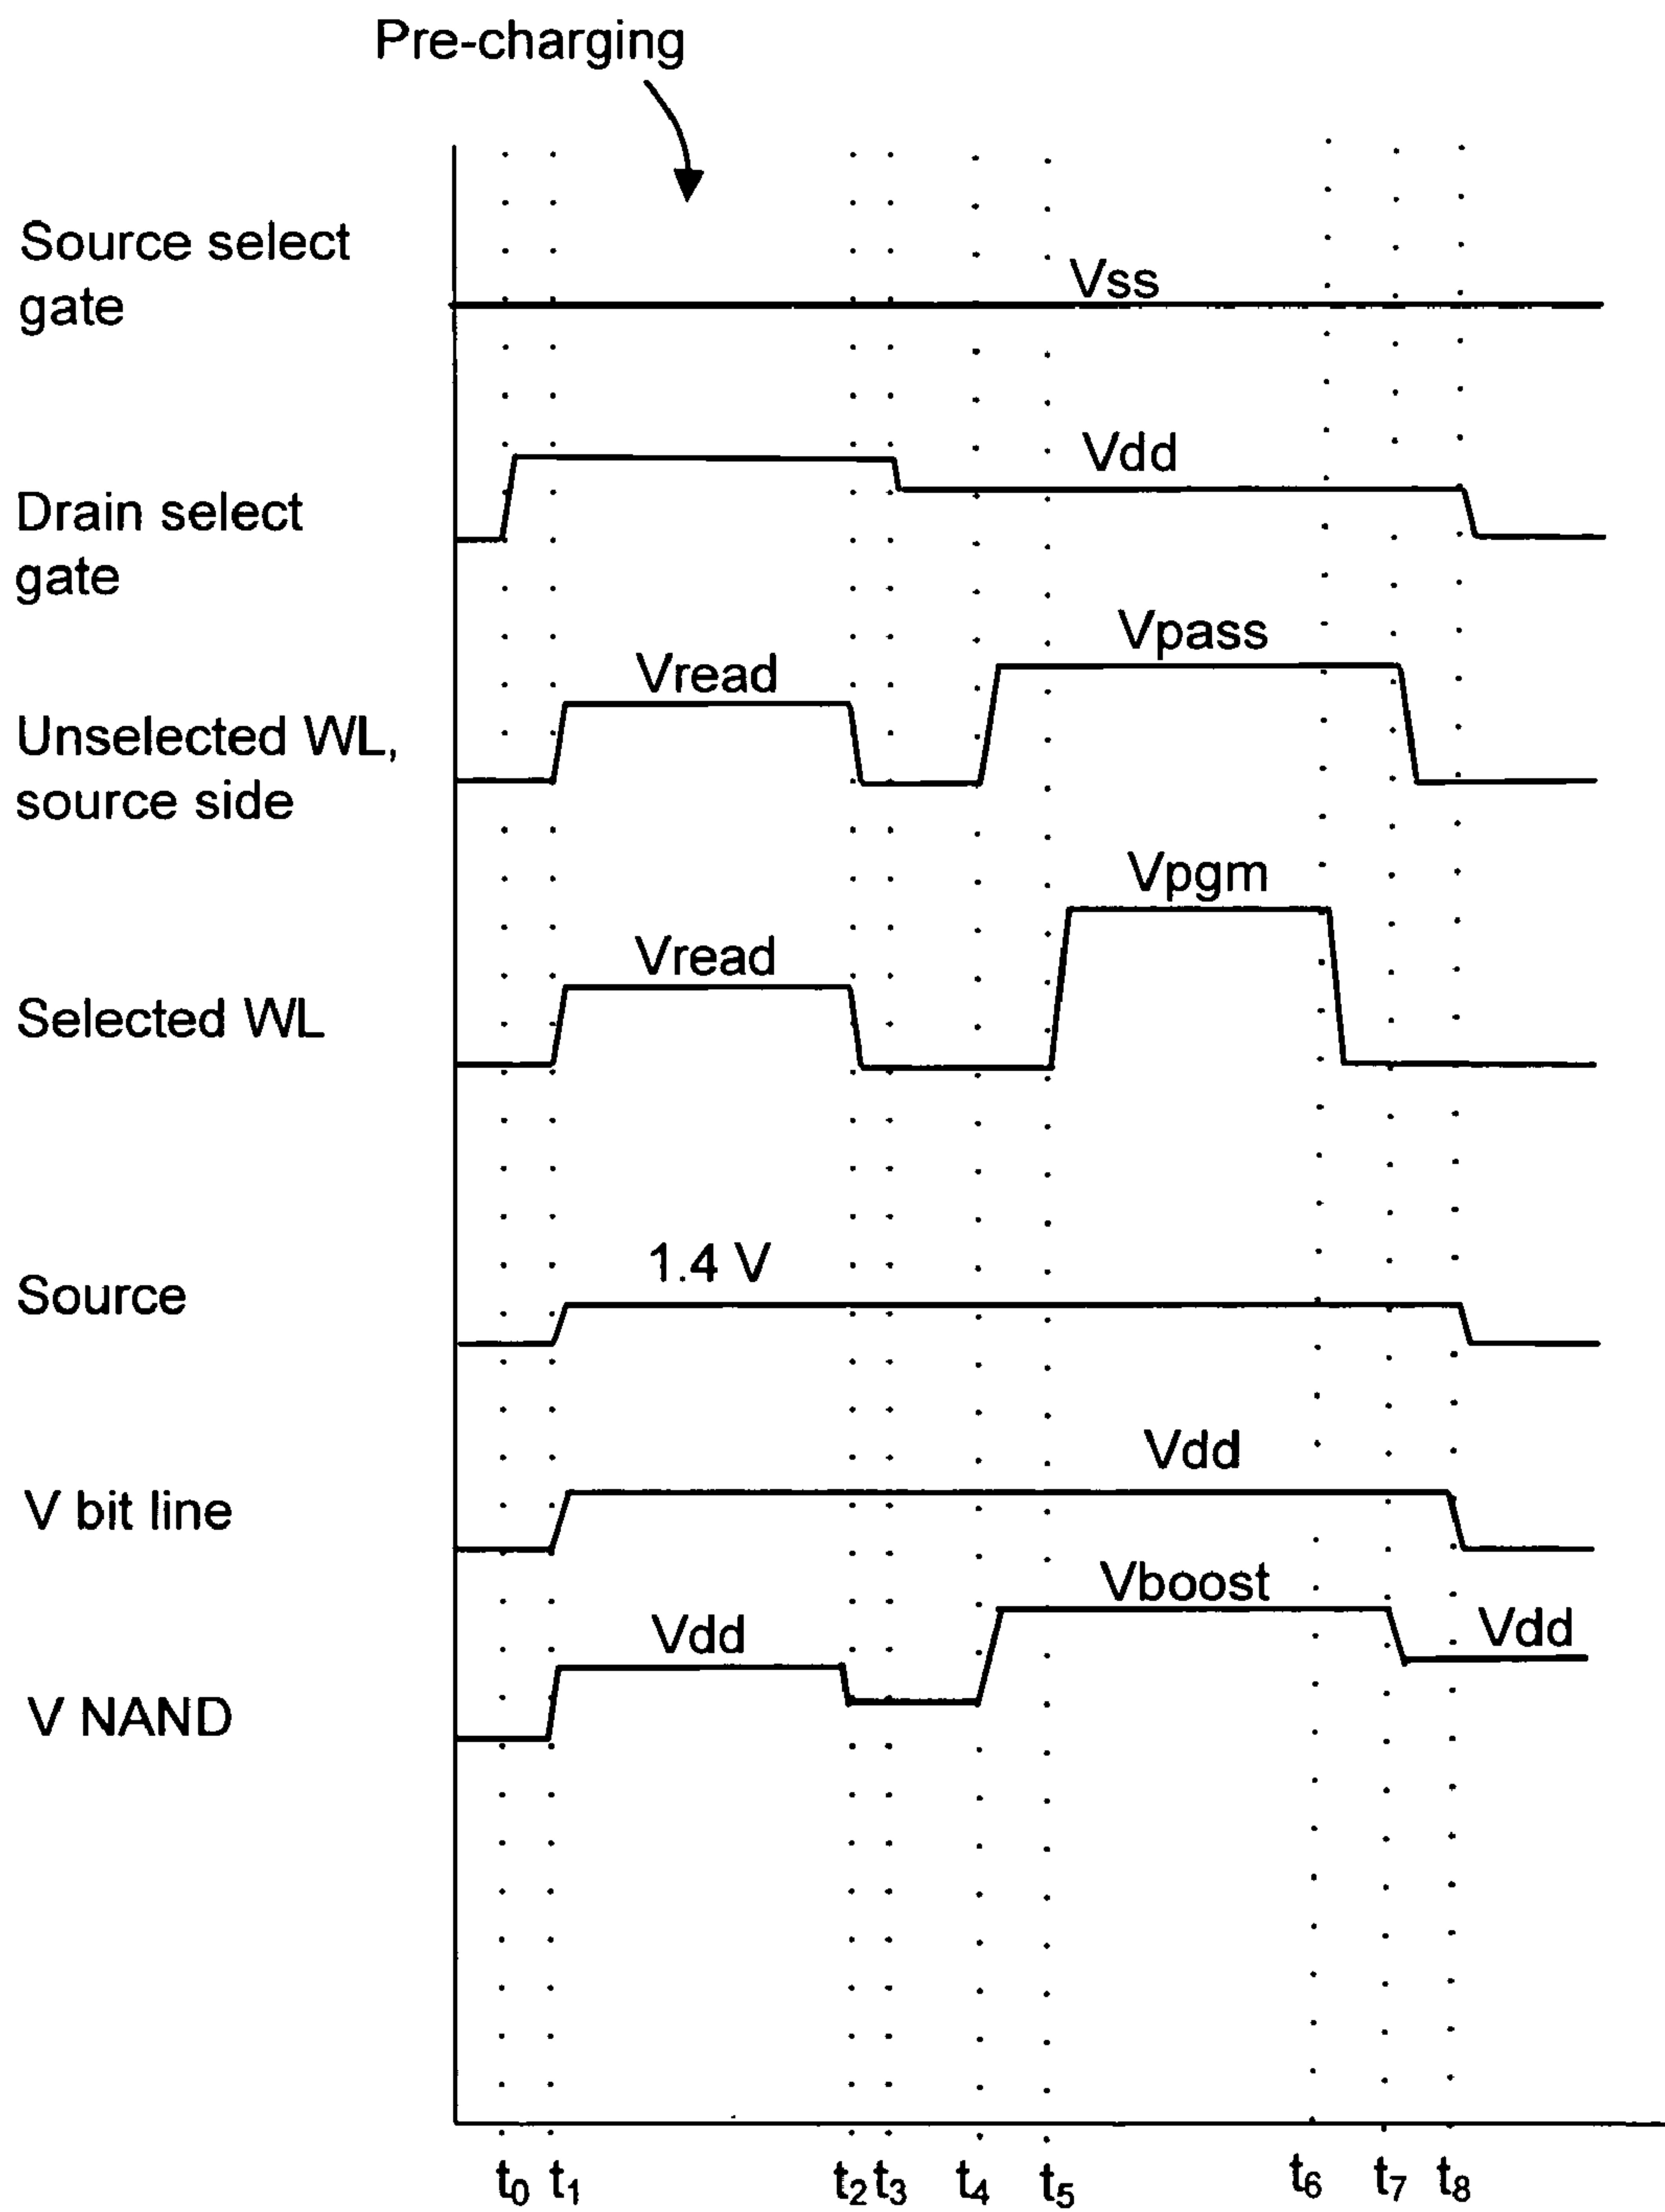 Pre-charging
Source select
gate
Vss
Drain select
gate
Vdd
Unselected WL,
source side
Vread
Vpass
Selected WL
Vread
Vpgm
Source
1.4 V
V bit line
Vdd
V NAND
Vdd
Vboost
Vdd
t0 t1 t2 t3 t4 t5 t6 t7 t8